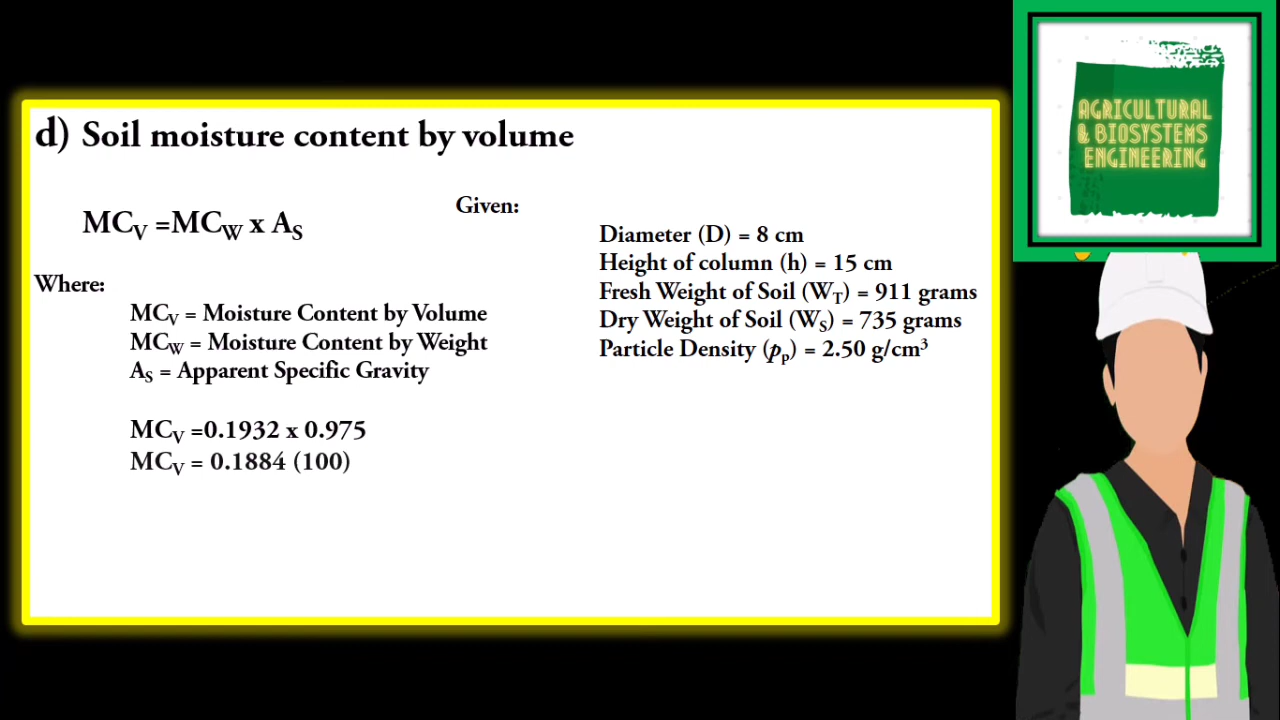 d) Soil moisture content by volume
MCV =MCW x AS
Where:
MCV = Moisture Content by Volume
MCW = Moisture Content by Weight
AS = Apparent Specific Gravity
MCV =0.1932 x 0.975
MCV = 0.1884 (100)
Given:
Diameter (D) = 8 cm
Height of column (h) = 15 cm
Fresh Weight of Soil (WT) = 911 grams
Dry Weight of Soil (WS) = 735 grams
Particle Density (pp) = 2.50 g/cm³
AGRICULTURAL
& BIOSYSTEMS
ENGINEERING